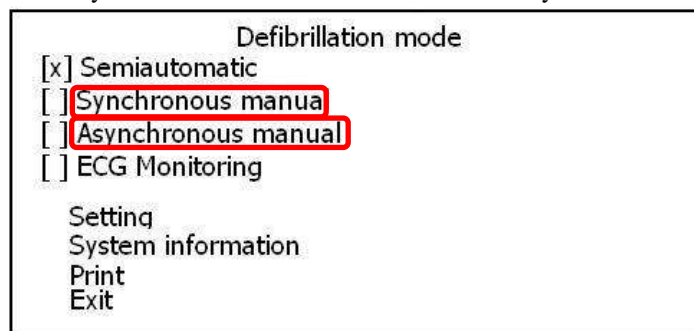 Defibrillation mode
[x] Semiautomatic
[ ] Synchronous manua
[ ] Asynchronous manual
[ ] ECG Monitoring
Setting
System information
Print
Exit